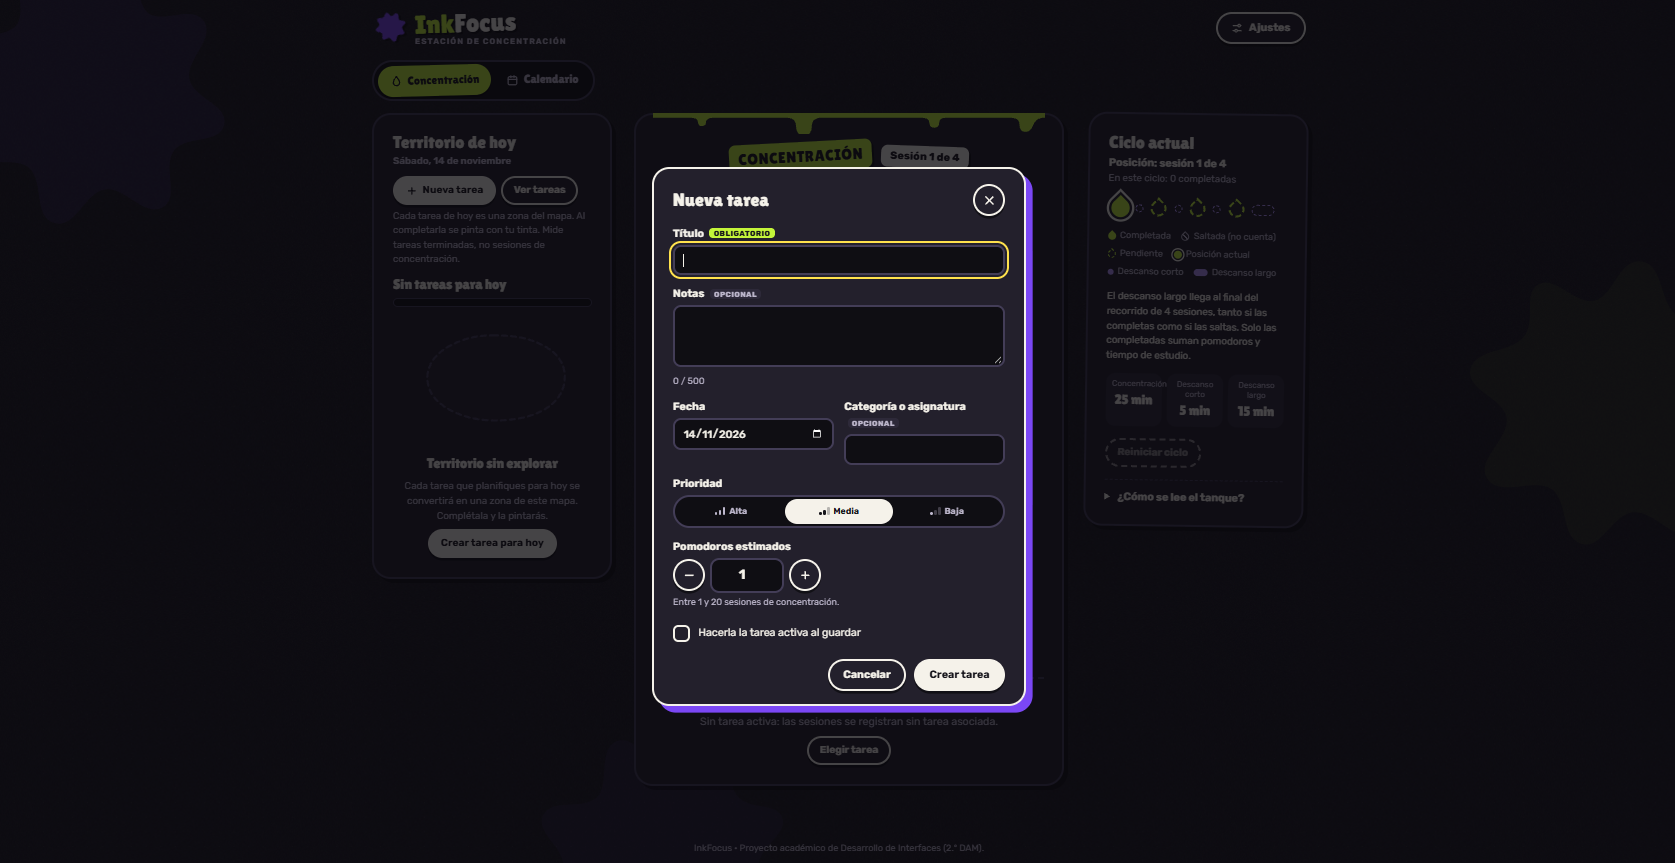 InkFocus
ESTACIÓN DE CONCENTRACIÓN
Ajustes
Concentración
Calendario
Territorio de hoy
Sábado, 14 de noviembre
Nueva tarea
Ver tareas
Cada tarea de hoy es una zona del mapa. Al
completarla se pinta con tu tinta. Mide
tareas terminadas, no sesiones de
concentración.
Sin tareas para hoy
Territorio sin explorar
Cada tarea que planifiques para hoy se
convertirá en una zona de este mapa.
Complétala y la pintarás.
Crear tarea para hoy
CONCENTRACIÓN
Sesión 1 de 4
Nueva tarea
Título OBLIGATORIO
Notas OPCIONAL
0 / 500
Fecha
14/11/2026
Categoría o asignatura
OPCIONAL
Prioridad
Alta
Media
Baja
Pomodoros estimados
1
Entre 1 y 20 sesiones de concentración.
Hacerla la tarea activa al guardar
Cancelar
Crear tarea
Sin tarea activa: las sesiones se registran sin tarea asociada.
Elegir tarea
Ciclo actual
Posición: sesión 1 de 4
En este ciclo: 0 completadas
Completada
Saltada (no cuenta)
Pendiente
Posición actual
Descanso corto
Descanso largo
El descanso largo llega al final del
recorrido de 4 sesiones, tanto si las
completas como si las saltas. Solo las
completadas suman pomodoros y
tiempo de estudio.
Concentración
25 min
Descanso
corto
5 min
Descanso
largo
15 min
Reiniciar ciclo
¿Cómo se lee el tanque?
InkFocus · Proyecto académico de Desarrollo de Interfaces (2.º DAM).